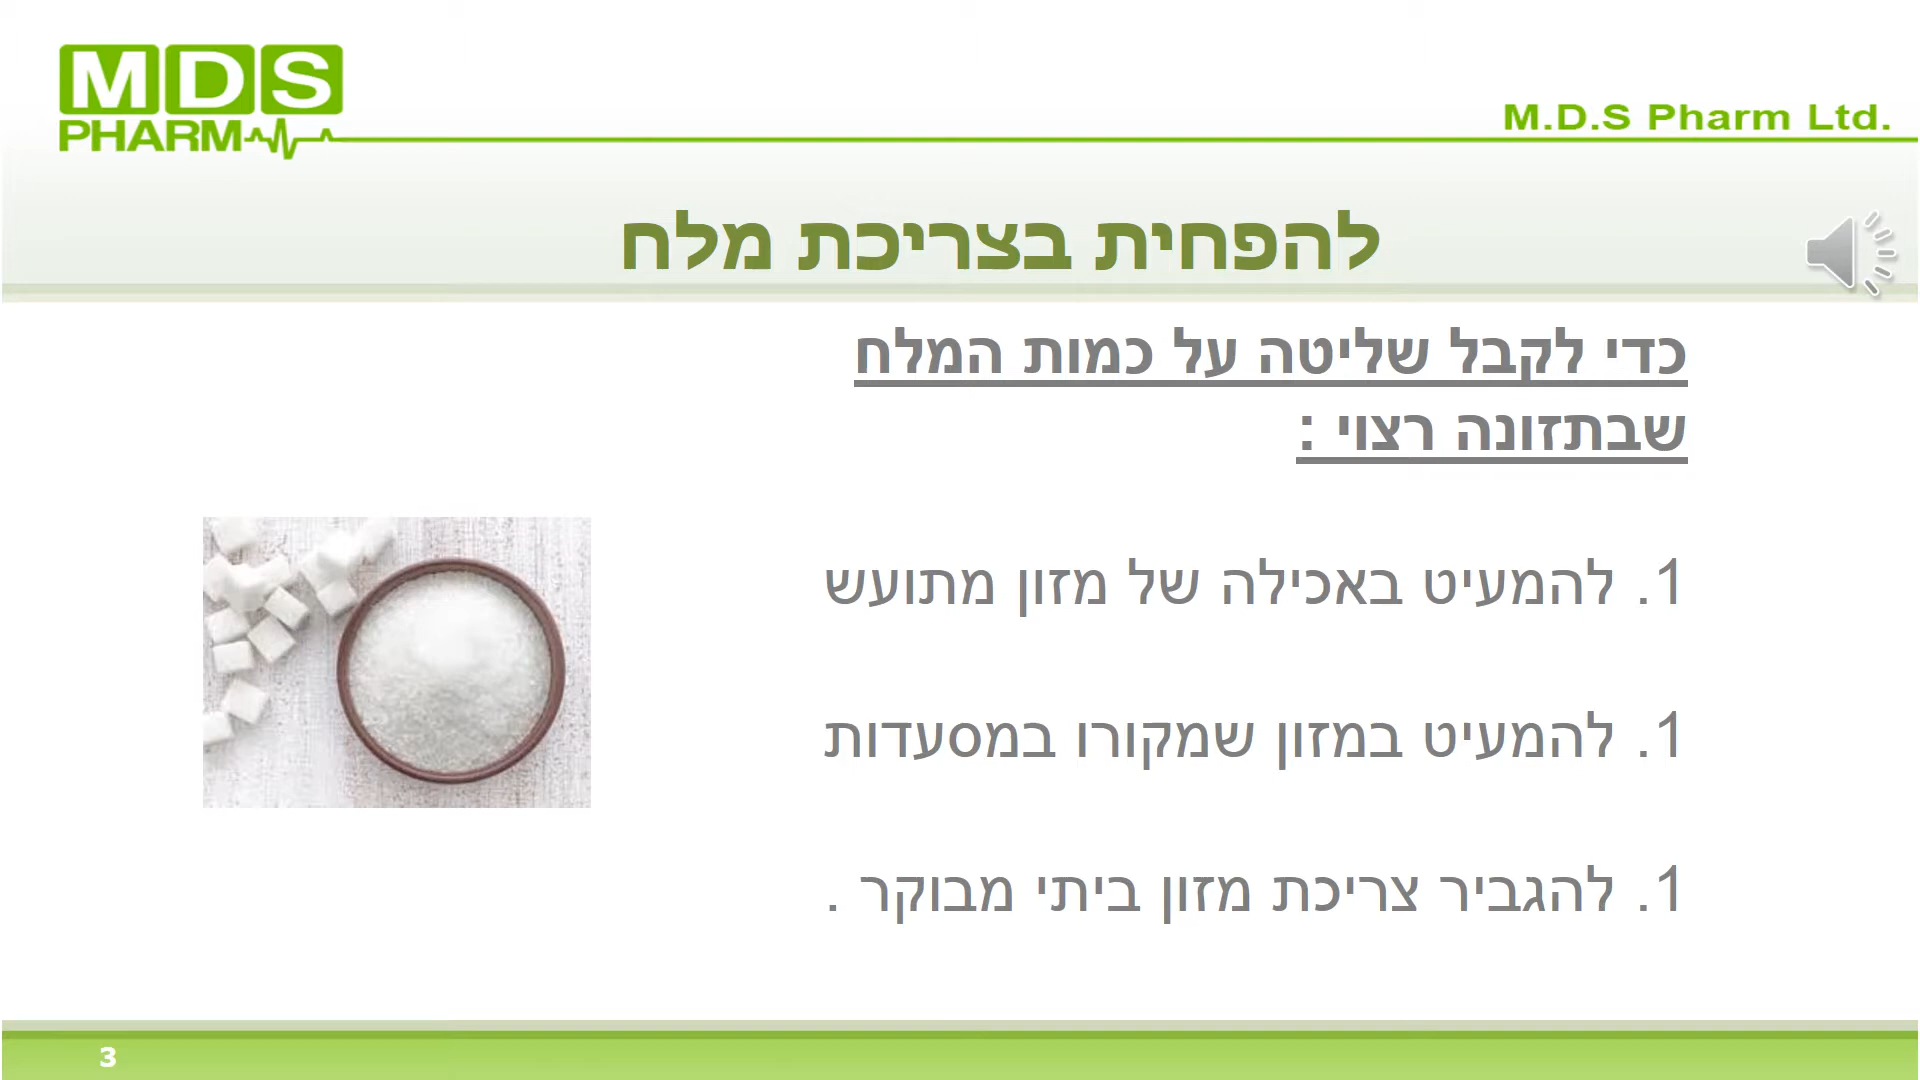 MDS
PHARM
M.D.S Pharm Ltd.
להפחית בצריכת מלח
כדי לקבל שליטה על כמות המלח
שבתזונה רצוי :
1. להמעיט באכילה של מזון מתועש
1. להמעיט במזון שמקורו במסעדות
1. להגביר צריכת מזון ביתי מבוקר .
3